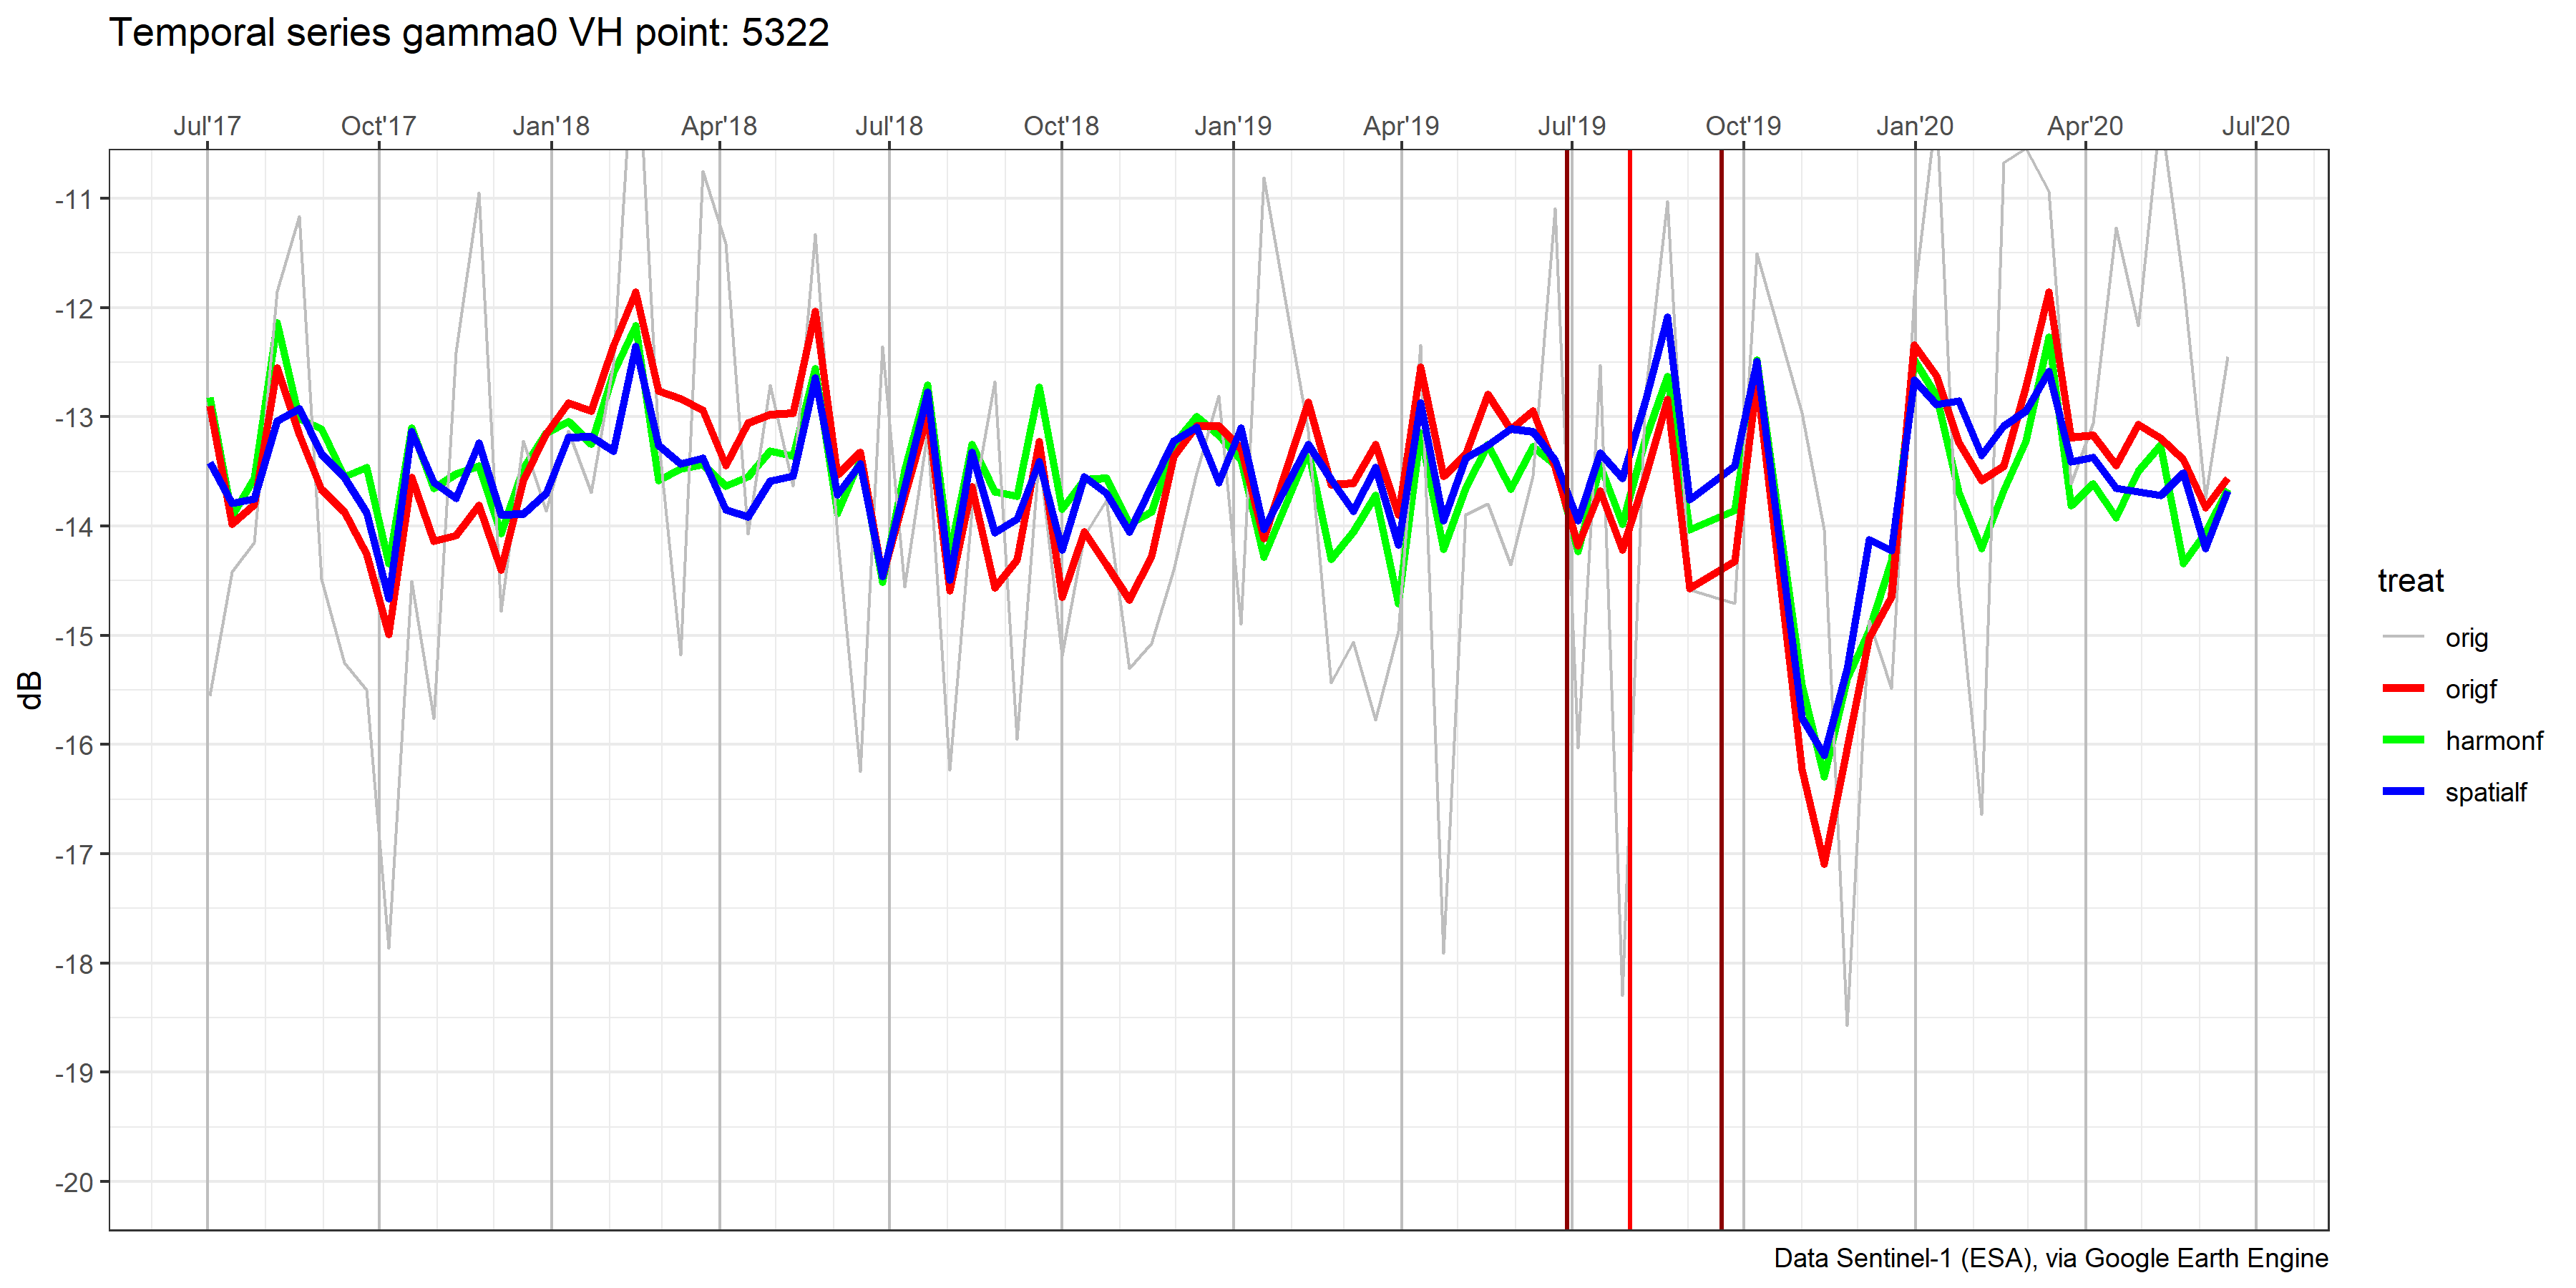 Temporal series gamma0 VH point: 5322
Jul'17 Oct'17 Jan'18 Apr'18 Jul'18 Oct'18 Jan'19 Apr'19 Jul'19 Oct'19 Jan'20 Apr'20 Jul'20
-11
-12
-13
-14
-15
-16
-17
-18
-19
-20
dB
treat
orig
origf
harmonf
spatialf
Data Sentinel-1 (ESA), via Google Earth Engine